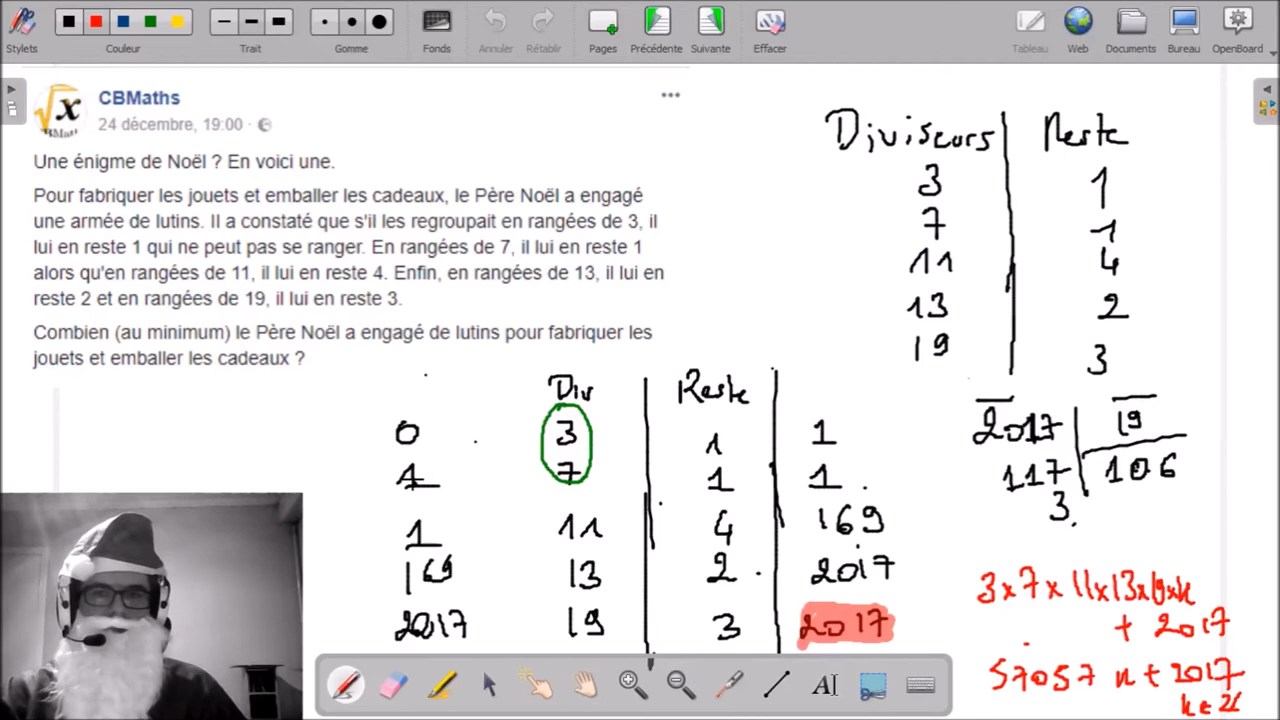 Stylets Couleur Trait Gomme Fonds Annuler Rétablir Pages Précédente Suivante Effacer Tableau Web Documents Bureau OpenBoard
CBMaths
24 décembre, 19:00
Une énigme de Noël ? En voici une.
Pour fabriquer les jouets et emballer les cadeaux, le Père Noël a engagé
une armée de lutins. Il a constaté que s'il les regroupait en rangées de 3, il
lui en reste 1 qui ne peut pas se ranger. En rangées de 7, il lui en reste 1
alors qu'en rangées de 11, il lui en reste 4. Enfin, en rangées de 13, il lui en
reste 2 et en rangées de 19, il lui en reste 3.
Combien (au minimum) le Père Noël a engagé de lutins pour fabriquer les
jouets et emballer les cadeaux ?
Diviseurs Reste
3 1
7 1
11 4
13 2
19 3
2017 19
117 106
3
Div Reste
0 3 1 1
1 7 1 1
1 11 4 169
169 13 2 2017
2017 19 3 2017
3x7x11x13x19xk
+ 2017
57057 k + 2017